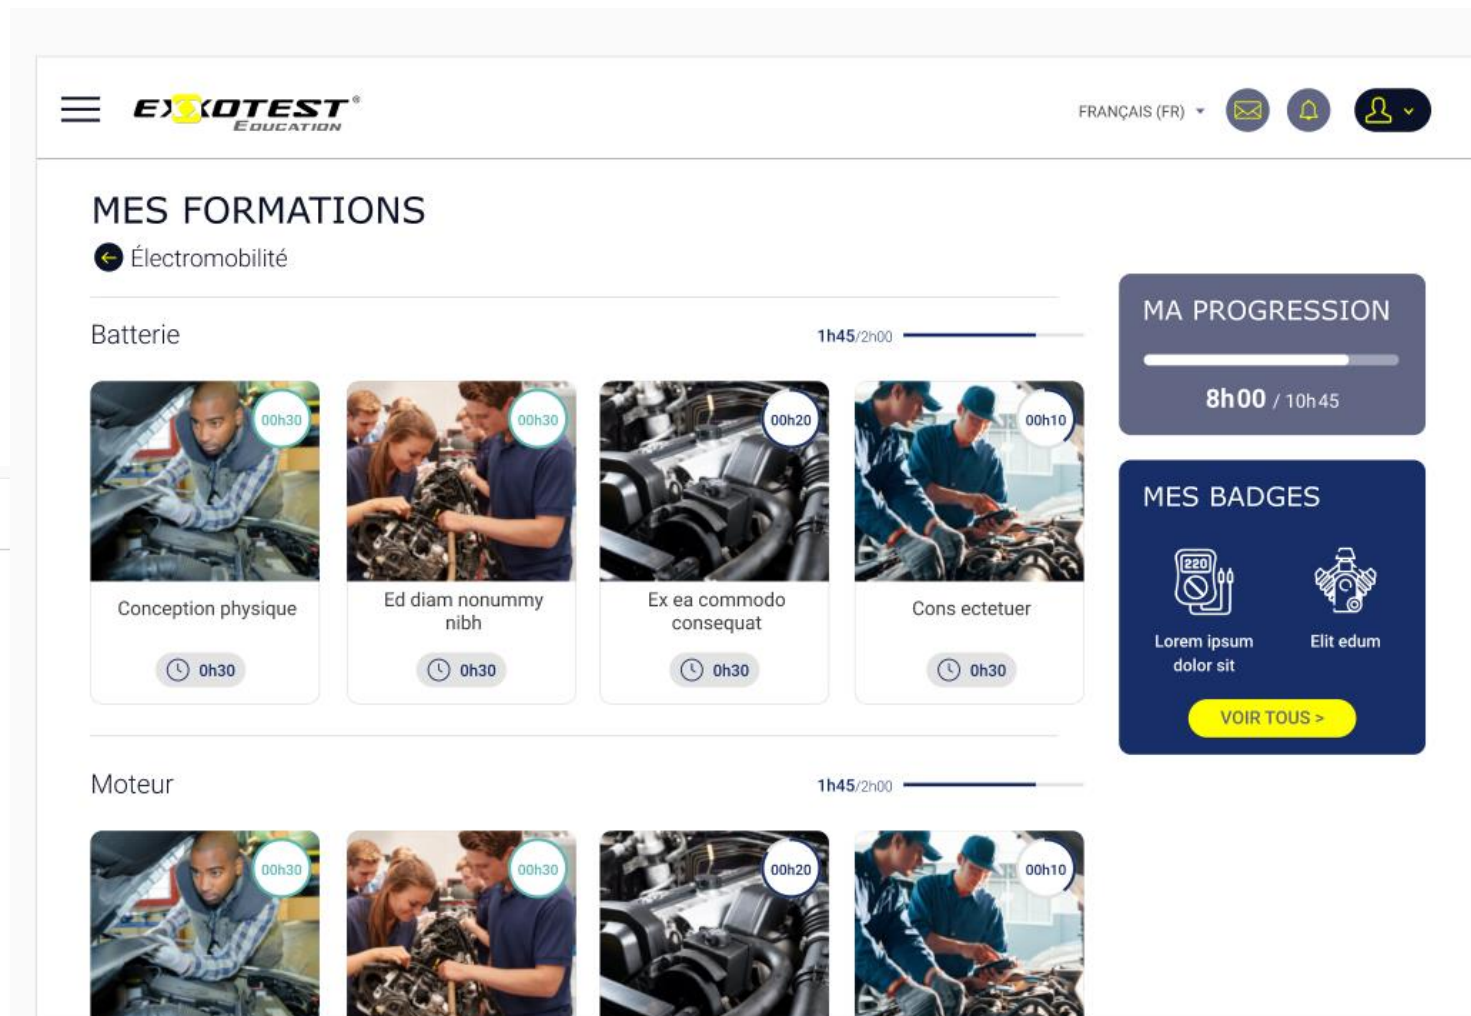 EXXOTEST®
EDUCATION
FRANÇAIS (FR)
MES FORMATIONS
Électromobilité
Batterie
1h45/2h00
00h30
00h30
00h20
00h10
Conception physique
Ed diam nonummy
nibh
Ex ea commodo
consequat
Cons ectetuer
0h30
0h30
0h30
0h30
MA PROGRESSION
8h00 / 10h45
MES BADGES
220
Lorem ipsum
dolor sit
Elit edum
VOIR TOUS >
Moteur
1h45/2h00
00h30
00h30
00h20
00h10